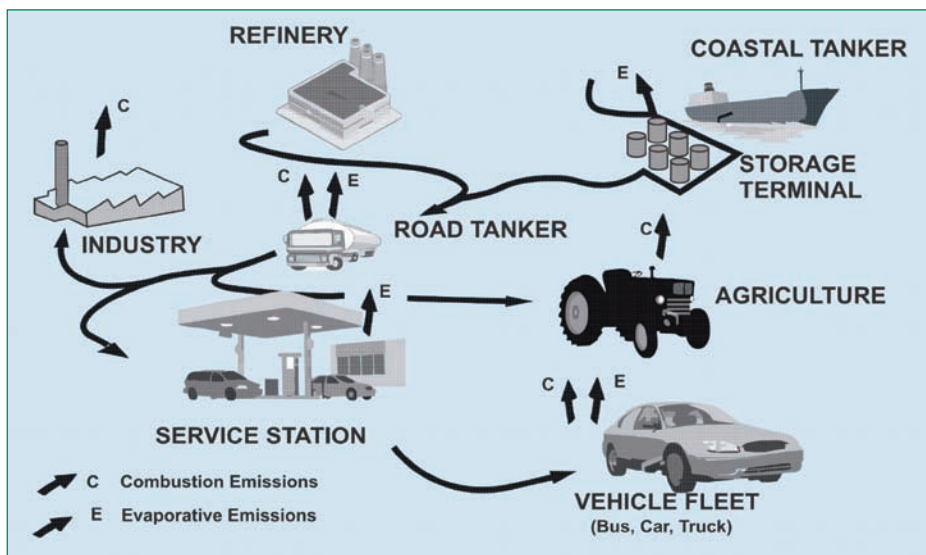 REFINERY
COASTAL TANKER
E
C
STORAGE
TERMINAL
C
E
ROAD TANKER
INDUSTRY
C
E
AGRICULTURE
C
E
SERVICE STATION
VEHICLE FLEET
(Bus, Car, Truck)
C Combustion Emissions
E Evaporative Emissions